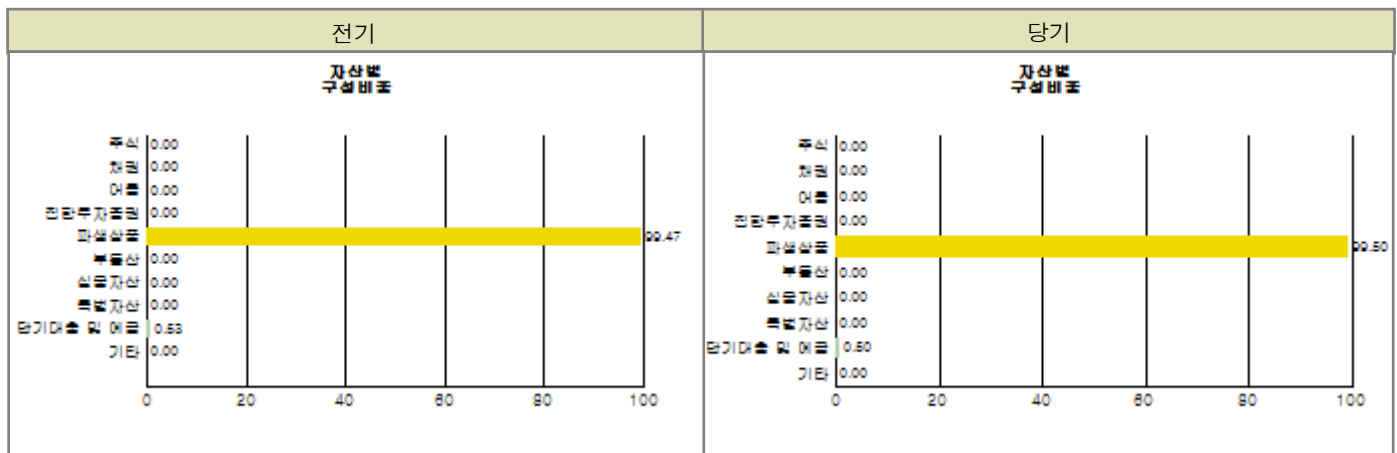 전기
자산별
구성비중
주식 0.00
채권 0.00
어음 0.00
집합투자증권 0.00
파생상품 99.47
부동산 0.00
실물자산 0.00
특별자산 0.00
단기대출 및 예금 0.53
기타 0.00
0 20 40 60 80 100
당기
자산별
구성비중
주식 0.00
채권 0.00
어음 0.00
집합투자증권 0.00
파생상품 99.50
부동산 0.00
실물자산 0.00
특별자산 0.00
단기대출 및 예금 0.50
기타 0.00
0 20 40 60 80 100